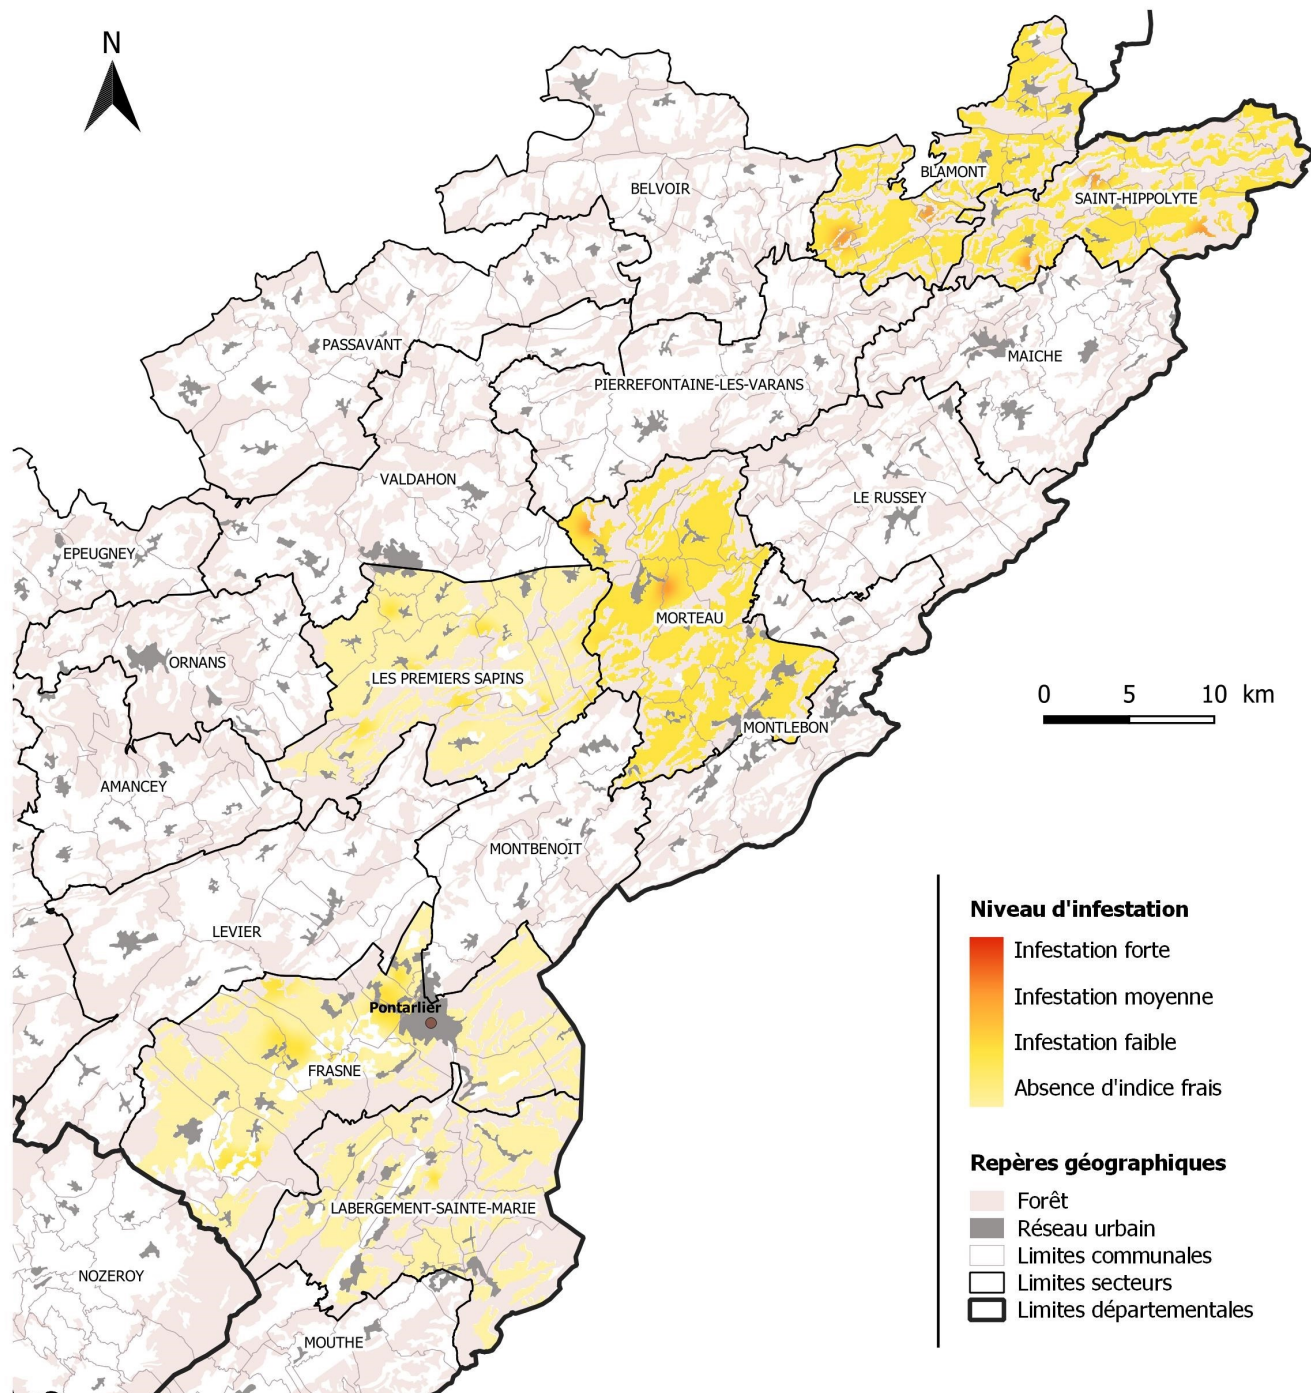 N
BLAMONT
BELVOIR
SAINT-HIPPOLYTE
PASSAVANT
MAICHE
PIERREFONTAINE-LES-VARANS
VALDAHON
LE RUSSEY
EPEUGNEY
MORTEAU
ORNANS
LES PREMIERS SAPINS
0 5 10 km
MONTLEBON
AMANCEY
MONTBENOIT
LEVIER
Niveau d'infestation
Infestation forte
Infestation moyenne
Infestation faible
Absence d'indice frais
Pontarlier
FRASNE
Repères géographiques
Forêt
Réseau urbain
Limites communales
Limites secteurs
Limites départementales
LABERGEMENT-SAINTE-MARIE
NOZEROY
MOUTHE